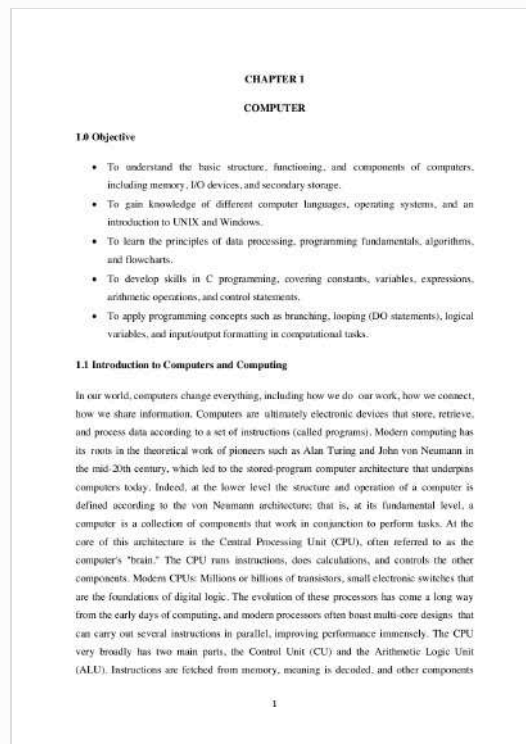 CHAPTER 1
COMPUTER
1.0 Objective
• To understand the basic structure, functioning, and components of computers,
including memory, I/O devices, and secondary storage.
• To gain knowledge of different computer languages, operating systems, and an
introduction to UNIX and Windows.
• To learn the principles of data processing, programming fundamentals, algorithms,
and flowcharts.
• To develop skills in C programming, covering constants, variables, expressions,
arithmetic operations, and control statements.
• To apply programming concepts such as branching, looping (DO statements), logical
variables, and input/output formatting in computational tasks.
1.1 Introduction to Computers and Computing
In our world, computers change everything, including how we do our work, how we connect,
how we share information. Computers are ultimately electronic devices that store, retrieve,
and process data according to a set of instructions (called programs). Modern computing has
its roots in the theoretical work of pioneers such as Alan Turing and John von Neumann in
the mid-20th century, which led to the stored-program computer architecture that underpins
computers today. Indeed, at the lower level the structure and operation of a computer is
defined according to the von Neumann architecture; that is, at its fundamental level, a
computer is a collection of components that work in conjunction to perform tasks. At the
core of this architecture is the Central Processing Unit (CPU), often referred to as the
computer's "brain." The CPU runs instructions, does calculations, and controls the other
components. Modern CPUs: Millions or billions of transistors, small electronic switches that
are the foundations of digital logic. The evolution of these processors has come a long way
from the early days of computing, and modern processors often boast multi-core designs that
can carry out several instructions in parallel, improving performance immensely. The CPU
very broadly has two main parts, the Control Unit (CU) and the Arithmetic Logic Unit
(ALU). Instructions are fetched from memory, meaning is decoded, and other components
1